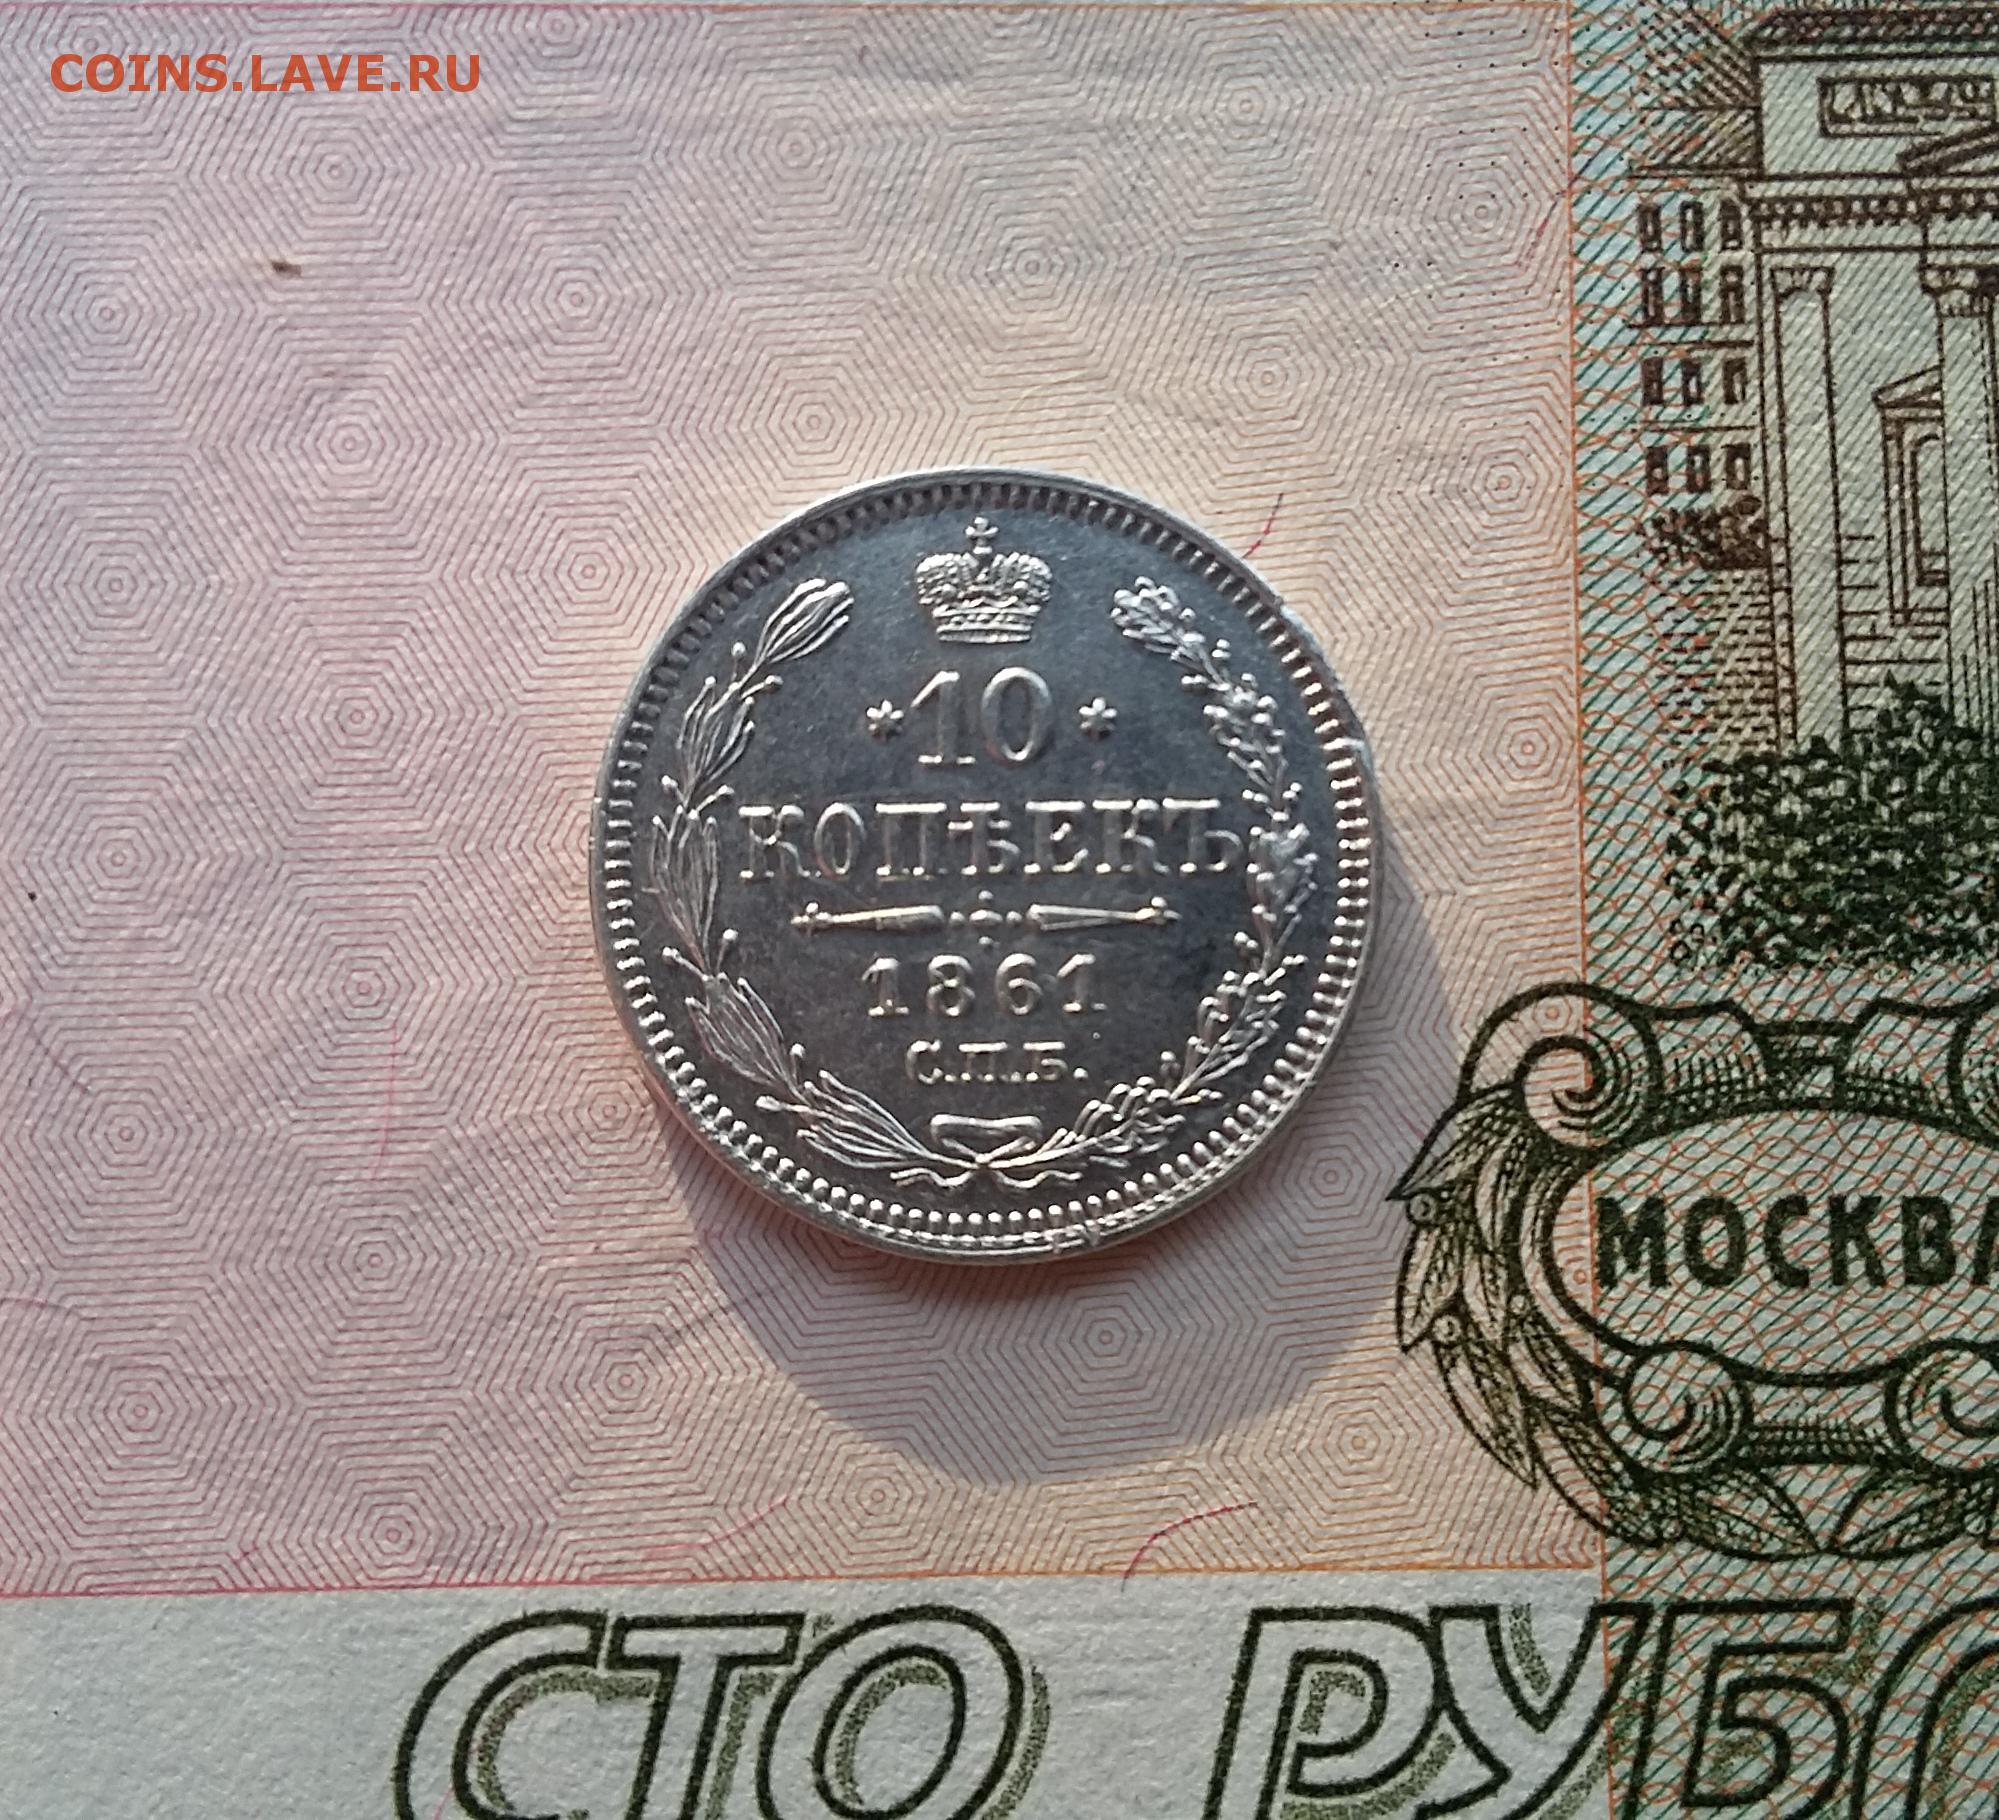 COINS.LAVE.RU
*10*
КОПѢЕКЪ
1861
С.П.Б.
МОСКВА
СТО РУБ